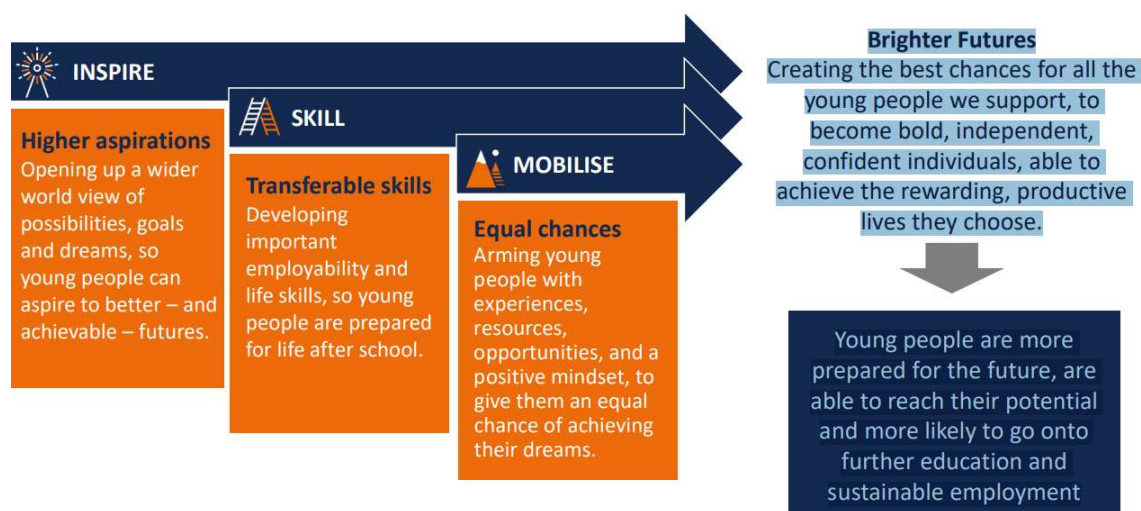 INSPIRE
Higher aspirations
Opening up a wider
world view of
possibilities, goals
and dreams, so
young people can
aspire to better – and
achievable – futures.
SKILL
Transferable skills
Developing
important
employability and
life skills, so young
people are prepared
for life after school.
MOBILISE
Equal chances
Arming young
people with
experiences,
resources,
opportunities, and a
positive mindset, to
give them an equal
chance of achieving
their dreams.
Brighter Futures
Creating the best chances for all the
young people we support, to
become bold, independent,
confident individuals, able to
achieve the rewarding, productive
lives they choose.
Young people are more
prepared for the future, are
able to reach their potential
and more likely to go onto
further education and
sustainable employment